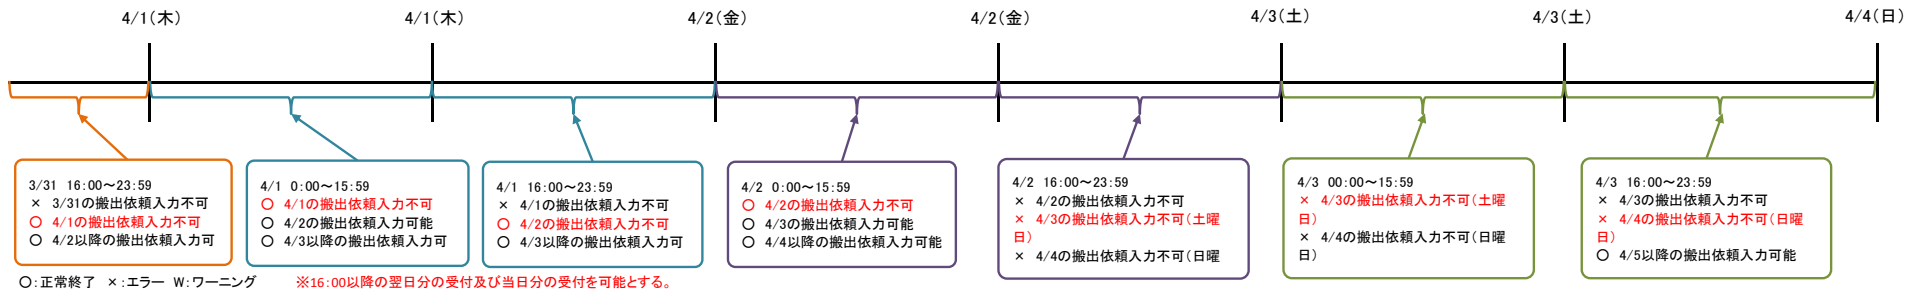 4/1(木)
4/1(木)
4/2(金)
4/2(金)
4/3(土)
4/3(土)
4/4(日)
3/31 16:00～23:59
× 3/31の搬出依頼入力不可
○ 4/1の搬出依頼入力不可
○ 4/2以降の搬出依頼入力可
4/1 0:00～15:59
○ 4/1の搬出依頼入力不可
○ 4/2の搬出依頼入力可能
○ 4/3以降の搬出依頼入力可
4/1 16:00～23:59
× 4/1の搬出依頼入力不可
○ 4/2の搬出依頼入力不可
○ 4/3以降の搬出依頼入力可
4/2 0:00～15:59
○ 4/2の搬出依頼入力不可
○ 4/3の搬出依頼入力可能
○ 4/4以降の搬出依頼入力可能
4/2 16:00～23:59
× 4/2の搬出依頼入力不可
× 4/3の搬出依頼入力不可(土曜
日)
× 4/4の搬出依頼入力不可(日曜
4/3 00:00～15:59
× 4/3の搬出依頼入力不可(土曜
日)
× 4/4の搬出依頼入力不可(日曜
日)
4/3 16:00～23:59
× 4/3の搬出依頼入力不可
× 4/4の搬出依頼入力不可(日曜
日)
○ 4/5以降の搬出依頼入力可能
○:正常終了 ×:エラー W:ワーニング ※16:00以降の翌日分の受付及び当日分の受付を可能とする。